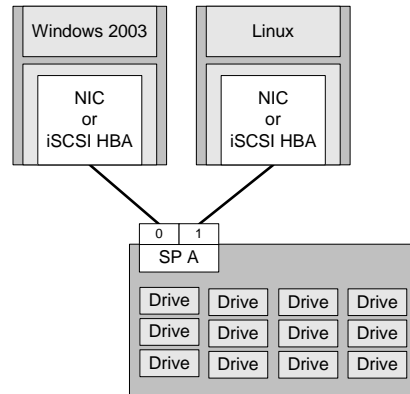 Windows 2003
Linux
NIC
or
iSCSI HBA
NIC
or
iSCSI HBA
0 1
SP A
Drive Drive Drive Drive
Drive Drive Drive Drive
Drive Drive Drive Drive